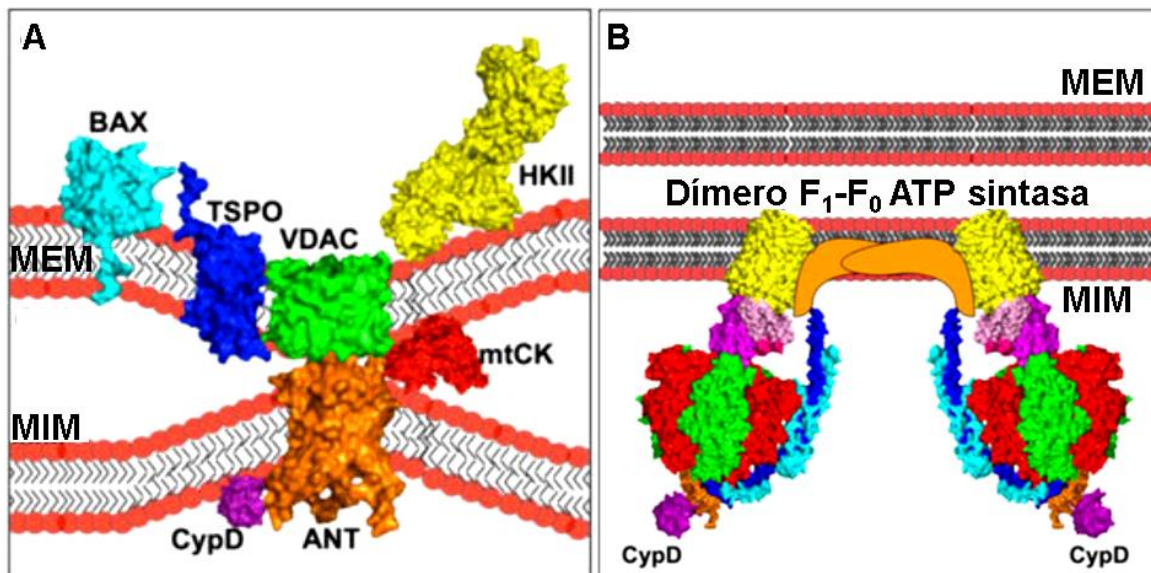 A
BAX
TSPO
VDAC
HKII
MEM
mtCK
MIM
CypD
ANT
B
MEM
Dímero F₁-F₀ ATP sintasa
MIM
CypD
CypD